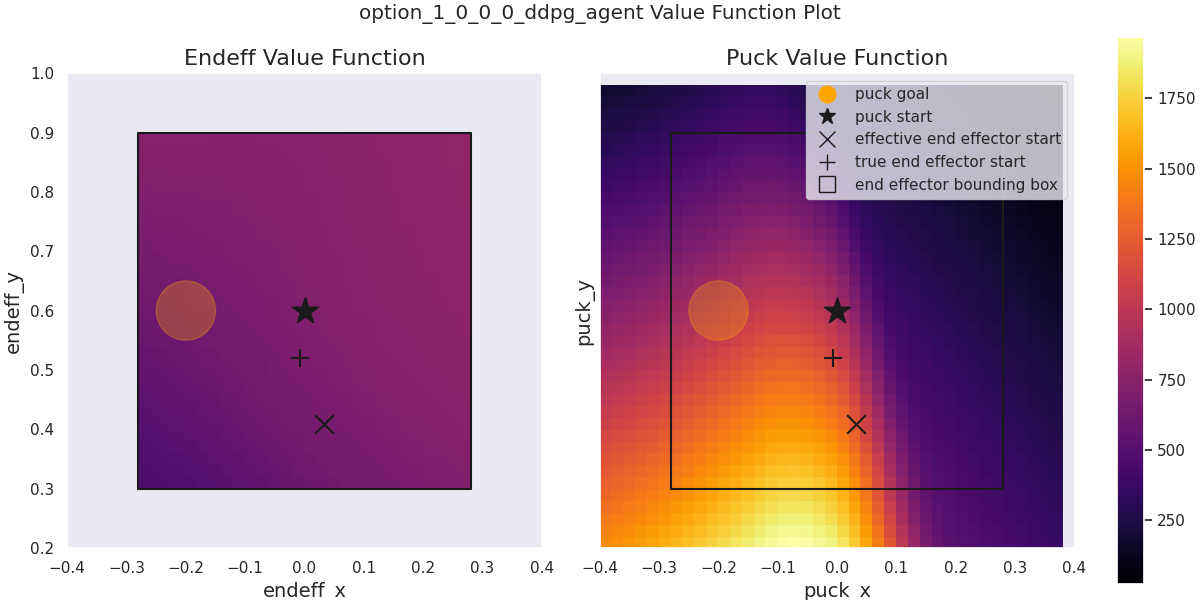 option_1_0_0_0_ddpg_agent Value Function Plot
Endeff Value Function
1.0
0.9
0.8
0.7
0.6
0.5
0.4
0.3
0.2
endeff_y
−0.4
−0.3
−0.2
−0.1
0.0
0.1
0.2
0.3
0.4
endeff_x
Puck Value Function
puck goal
puck start
effective end effector start
true end effector start
end effector bounding box
puck_y
−0.4
−0.3
−0.2
−0.1
0.0
0.1
0.2
0.3
0.4
puck_x
1750
1500
1250
1000
750
500
250